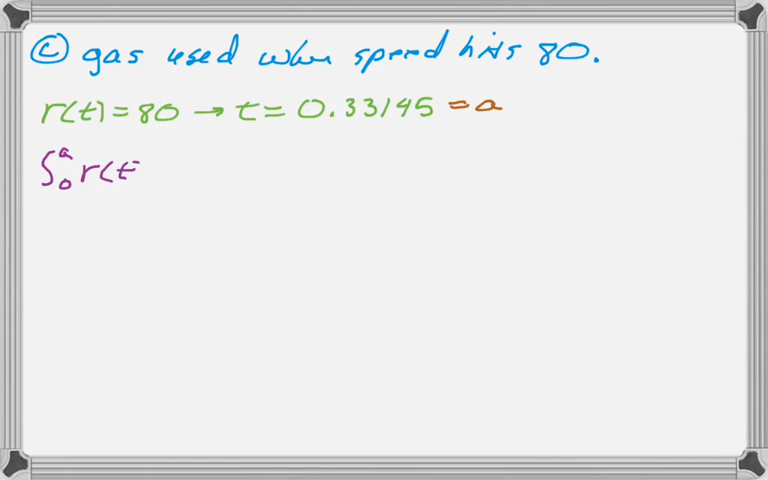 Ⓒ gas used when speed hits 80.
r(t) = 80 → t = 0.33145 = a
∫₀ᵃ r(t